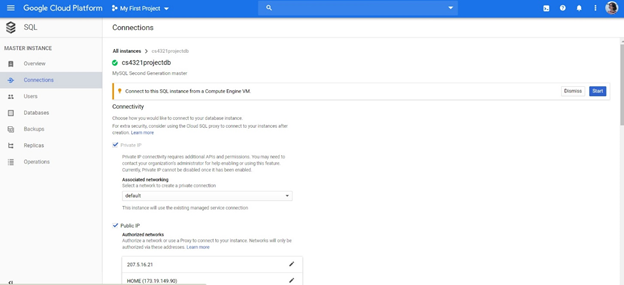 Google Cloud Platform
My First Project
SQL
Connections
MASTER INSTANCE
Overview
Connections
Users
Databases
Backups
Replicas
Operations
All instances > cs4321projectdb
cs4321projectdb
MySQL Second Generation master
Connect to this SQL instance from a Compute Engine VM
Dismiss
Start
Connectivity
Choose how you would like to connect to your database instance.
For extra security, consider using the Cloud SQL proxy to connect to your instances after
creation. Learn more
Private IP
Private IP connectivity requires additional APIs and permissions. You may need to
contact your organization's administrator for help enabling or using this feature
Currently, Private IP cannot be disabled once it has been enabled.
Associated networking
Select a network to create a private connection
default
This instance will use the existing managed service connection
Public IP
Authorized networks
Authorize a network or use a Proxy to connect to your instance. Networks will only
be authorized via these addresses. Learn more
207.5.16.21
HOME (173.19.149.90)